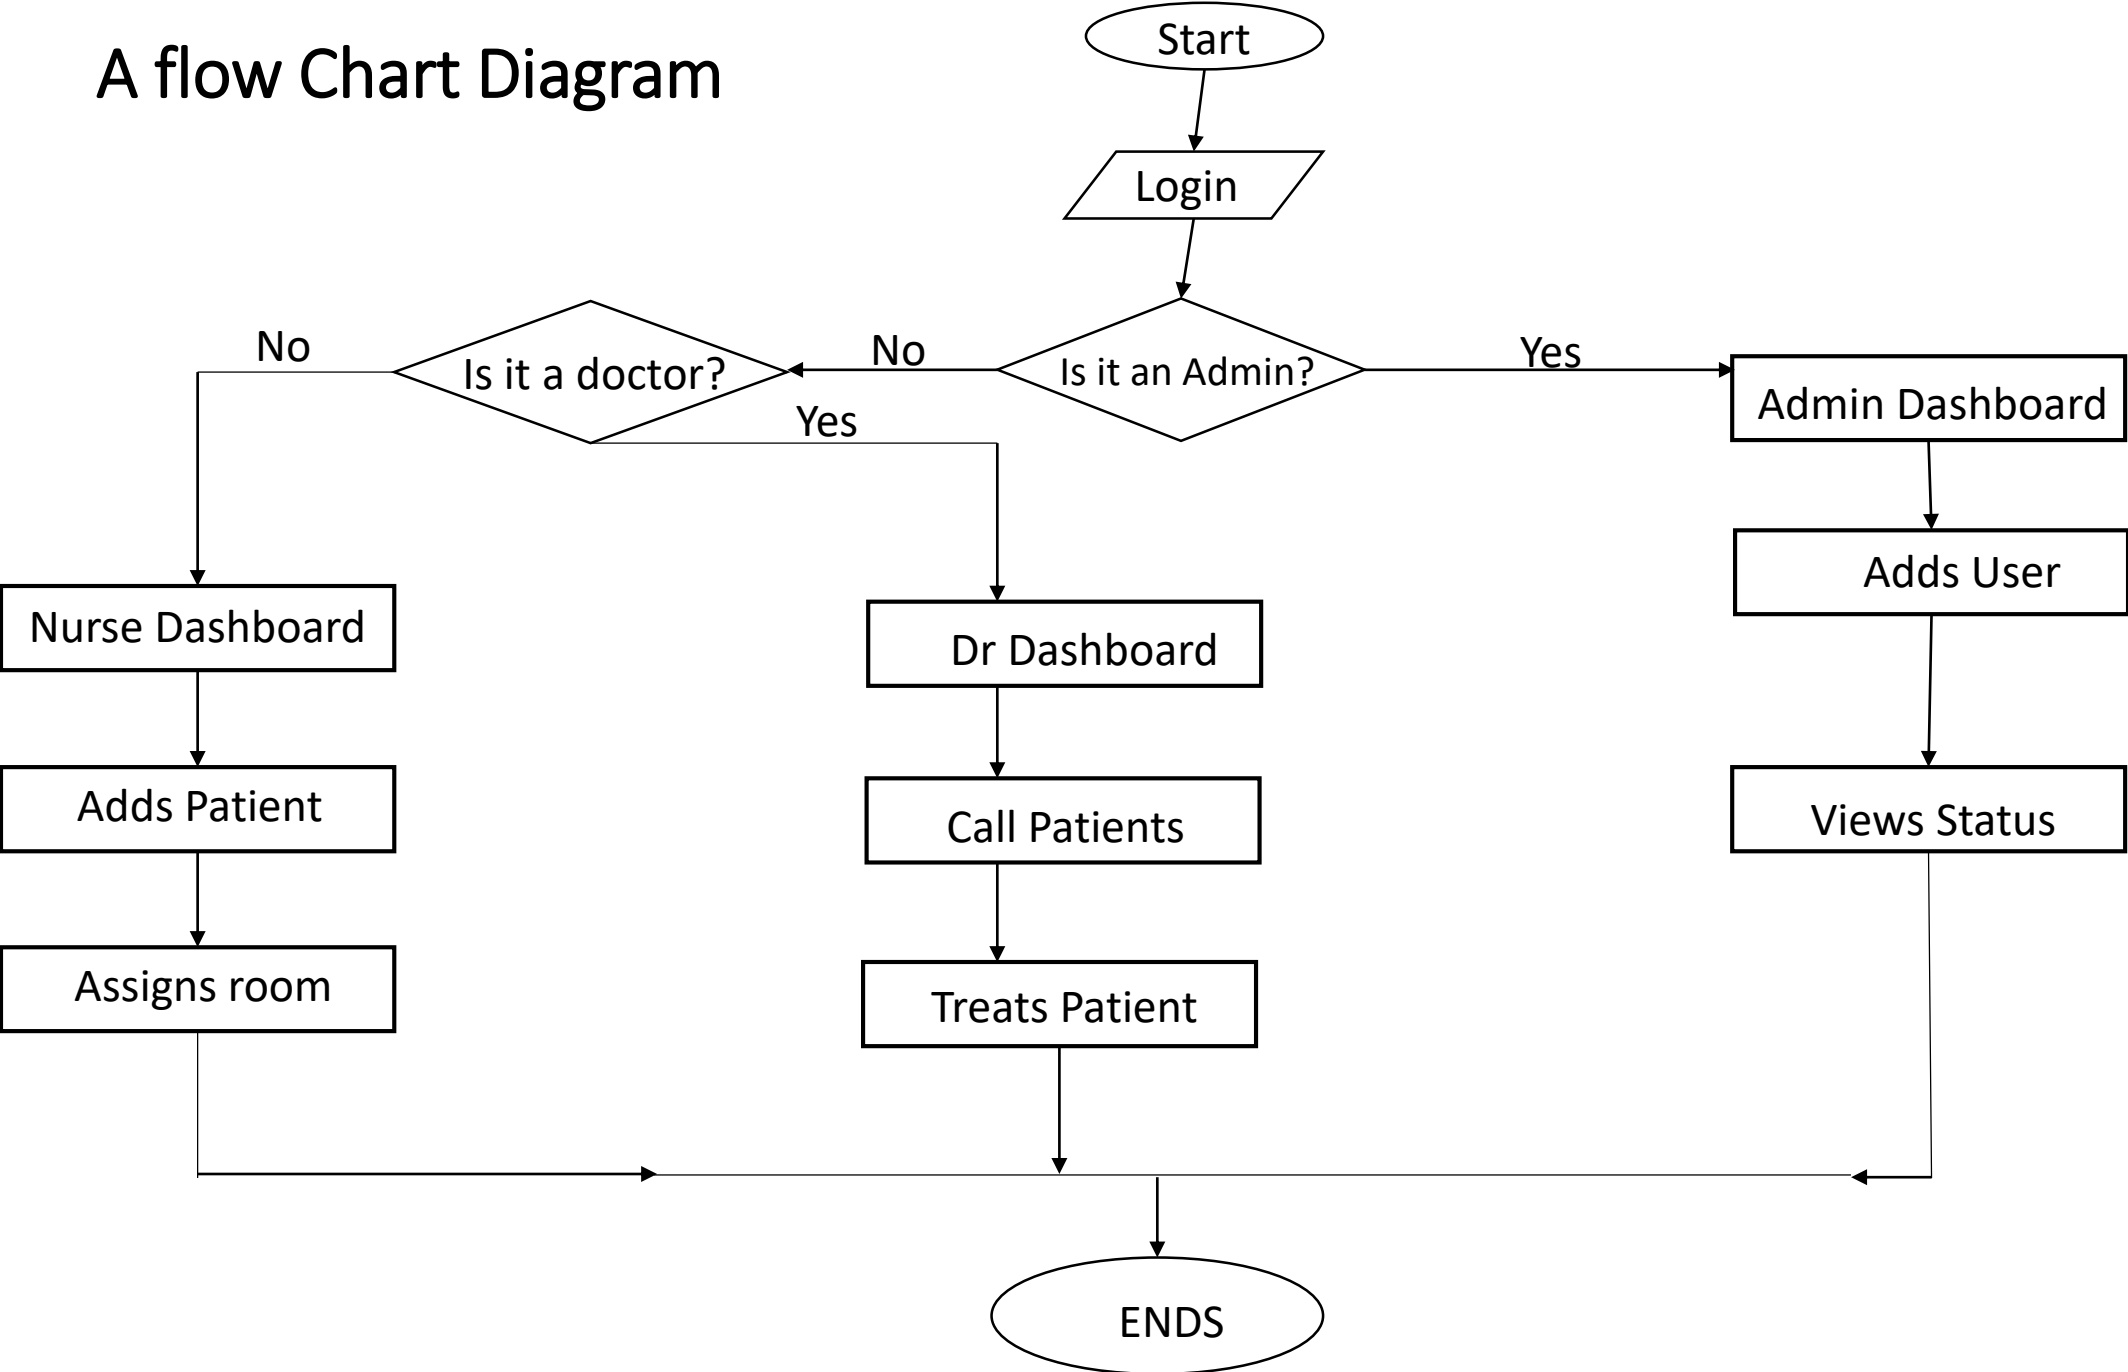 A flow Chart Diagram
Start
Login
No
Is it a doctor?
No
Is it an Admin?
Yes
Admin Dashboard
Yes
Adds User
Nurse Dashboard
Dr Dashboard
Adds Patient
Call Patients
Views Status
Assigns room
Treats Patient
ENDS